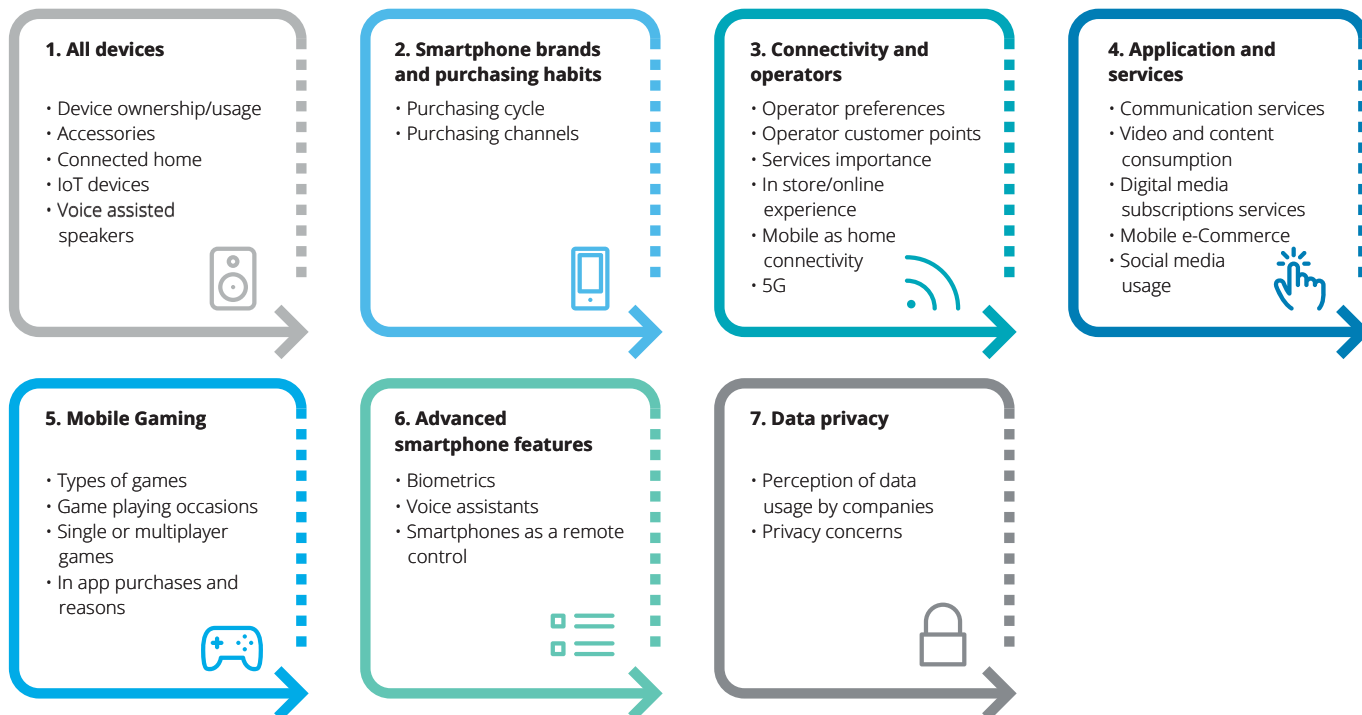 1. All devices
• Device ownership/usage
• Accessories
• Connected home
• IoT devices
• Voice assisted
speakers
2. Smartphone brands
and purchasing habits
• Purchasing cycle
• Purchasing channels
3. Connectivity and
operators
• Operator preferences
• Operator customer points
• Services importance
• In store/online
experience
• Mobile as home
connectivity
• 5G
4. Application and
services
• Communication services
• Video and content
consumption
• Digital media
subscriptions services
• Mobile e-Commerce
• Social media
usage
5. Mobile Gaming
• Types of games
• Game playing occasions
• Single or multiplayer
games
• In app purchases and
reasons
6. Advanced
smartphone features
• Biometrics
• Voice assistants
• Smartphones as a remote
control
7. Data privacy
• Perception of data
usage by companies
• Privacy concerns